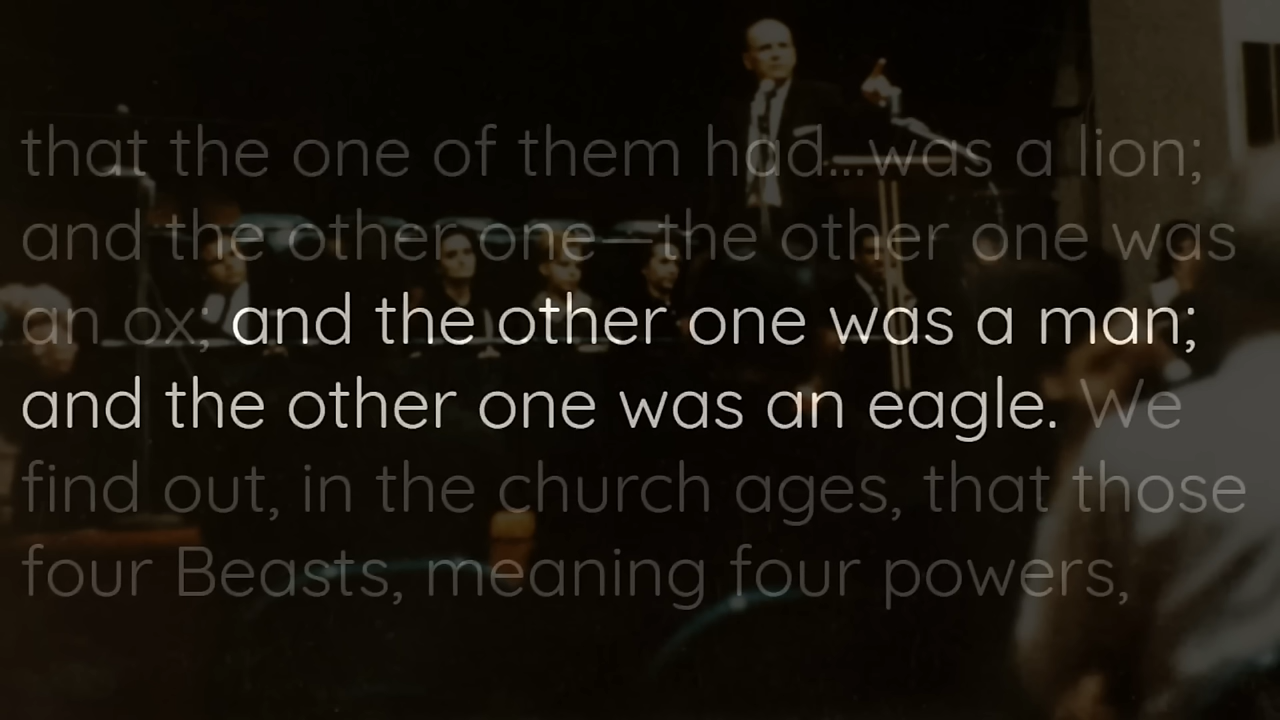 that the one of them had...was a lion;
and the other one—the other one was
an ox; and the other one was a man;
and the other one was an eagle. We
find out, in the church ages, that those
four Beasts, meaning four powers,